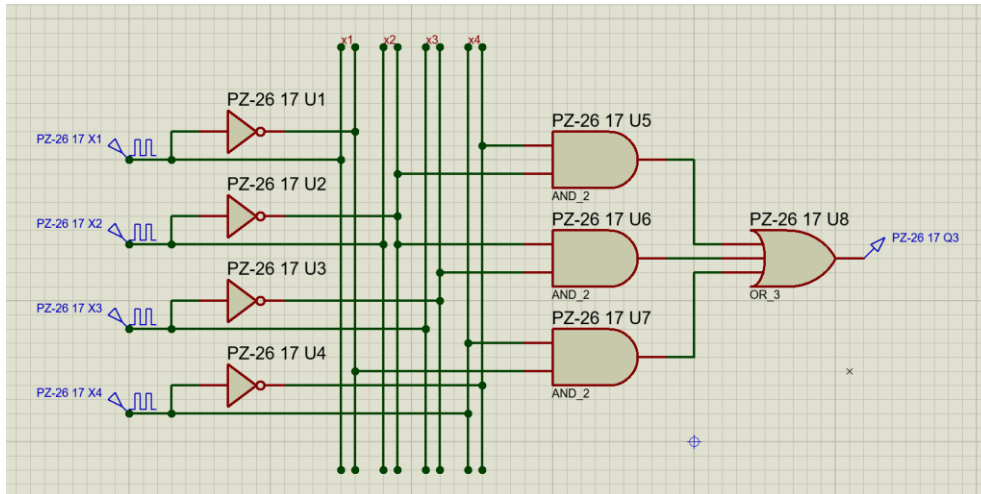 x1 x2 x3 x4
PZ-26 17 U1
PZ-26 17 X1
PZ-26 17 U2
PZ-26 17 X2
PZ-26 17 U3
PZ-26 17 X3
PZ-26 17 U4
PZ-26 17 X4
PZ-26 17 U5
AND_2
PZ-26 17 U6
AND_2
PZ-26 17 U7
AND_2
PZ-26 17 U8
OR_3
PZ-26 17 Q3